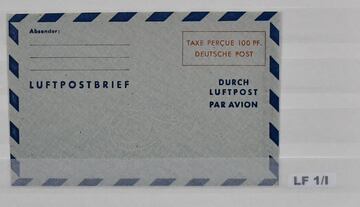 Absender:
TAXE PERÇUE 100 PF.
DEUTSCHE POST
LUFTPOSTBRIEF
DURCH
LUFTPOST
PAR AVION
LF 1/I